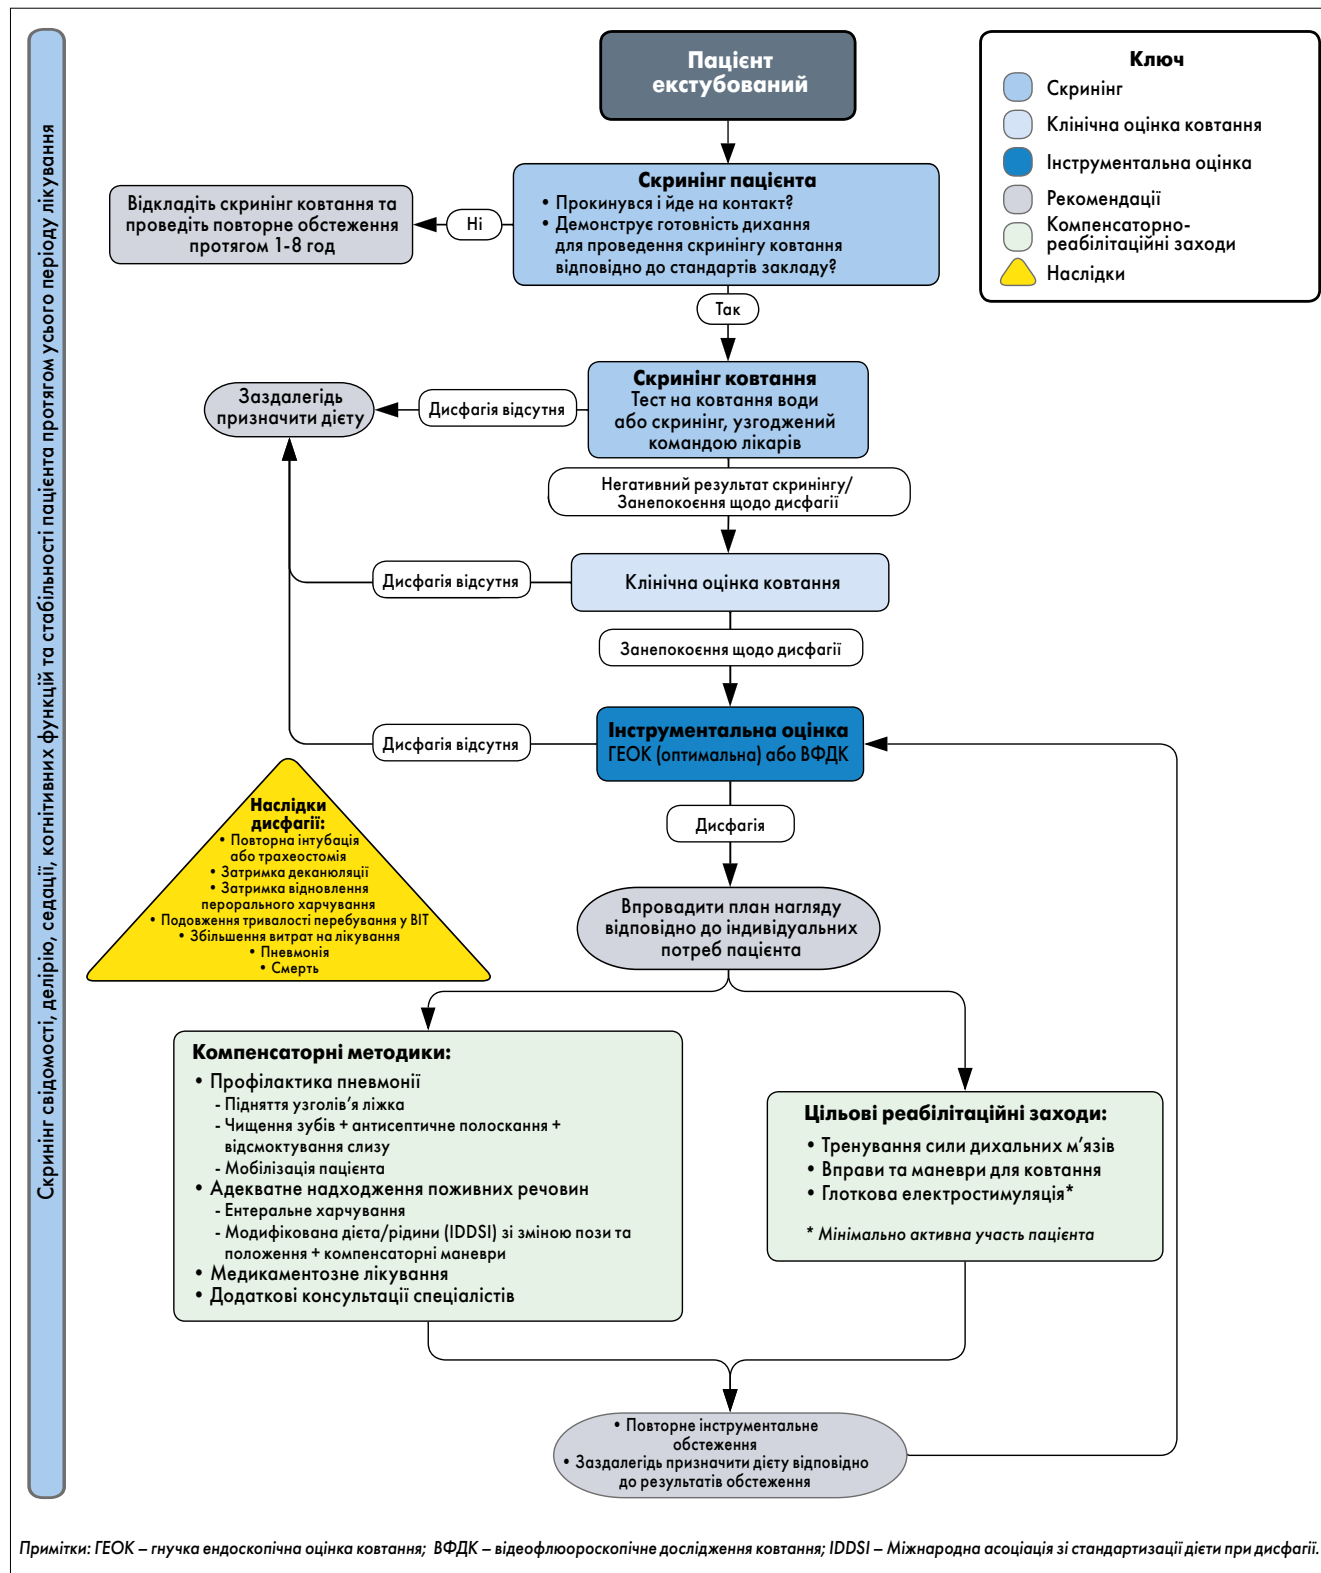 Скринінг свідомості, делірію, седації, когнітивних функцій та стабільності пацієнта протягом усього періоду лікування
Пацієнт
екстубований
Ключ
Скринінг
Клінічна оцінка ковтання
Інструментальна оцінка
Рекомендації
Компенсаторно-
реабілітаційні заходи
Наслідки
Скринінг пацієнта
• Прокинувся і йде на контакт?
• Демонструє готовність дихання
для проведення скринінгу ковтання
відповідно до стандартів закладу?
Ні
Відкладіть скринінг ковтання та
проведіть повторне обстеження
протягом 1-8 год
Так
Скринінг ковтання
Тест на ковтання води
або скринінг, узгоджений
командою лікарів
Дисфагія відсутня
Заздалегідь
призначити дієту
Негативний результат скринінгу/
Занепокоєння щодо дисфагії
Клінічна оцінка ковтання
Дисфагія відсутня
Занепокоєння щодо дисфагії
Інструментальна оцінка
ГЕОК (оптимальна) або ВФДК
Дисфагія відсутня
Наслідки
дисфагії:
• Повторна інтубація
або трахеостомія
• Затримка деканюляції
• Затримка відновлення
перорального харчування
• Подовження тривалості перебування у ВІТ
• Збільшення витрат на лікування
• Пневмонія
• Смерть
Дисфагія
Впровадити план нагляду
відповідно до індивідуальних
потреб пацієнта
Компенсаторні методики:
• Профілактика пневмонії
- Підняття узголів’я ліжка
- Чищення зубів + антисептичне полоскання +
відсмоктування слизу
- Мобілізація пацієнта
• Адекватне надходження поживних речовин
- Ентеральне харчування
- Модифікована дієта/рідини (IDDSI) зі зміною пози та
положення + компенсаторні маневри
• Медикаментозне лікування
• Додаткові консультації спеціалістів
Цільові реабілітаційні заходи:
• Тренування сили дихальних м’язів
• Вправи та маневри для ковтання
• Глоткова електростимуляція*
* Мінімально активна участь пацієнта
• Повторне інструментальне
обстеження
• Заздалегідь призначити дієту відповідно
до результатів обстеження
Примітки: ГЕОК – гнучка ендоскопічна оцінка ковтання; ВФДК – відеофлюороскопічне дослідження ковтання; IDDSI – Міжнародна асоціація зі стандартизації дієти при дисфагії.